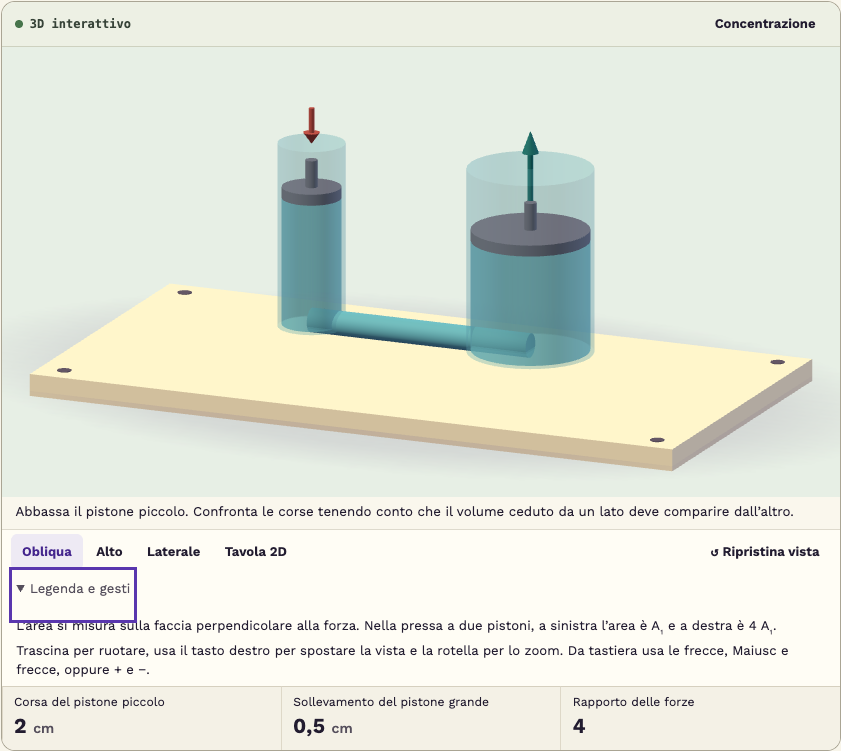 3D interattivo
Concentrazione
Abbassa il pistone piccolo. Confronta le corse tenendo conto che il volume ceduto da un lato deve comparire dall’altro.
Obliqua Alto Laterale Tavola 2D ↺ Ripristina vista
▼ Legenda e gesti
L’area si misura sulla faccia perpendicolare alla forza. Nella pressa a due pistoni, a sinistra l’area è A₁ e a destra è 4 A₁.
Trascina per ruotare, usa il tasto destro per spostare la vista e la rotella per lo zoom. Da tastiera usa le frecce, Maiusc e
frecce, oppure + e −.
Corsa del pistone piccolo
2 cm
Sollevamento del pistone grande
0,5 cm
Rapporto delle forze
4